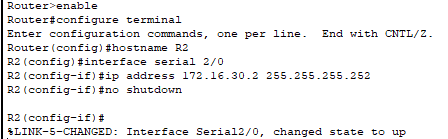 Router>enable
Router#configure terminal
Enter configuration commands, one per line.  End with CNTL/Z.
Router(config)#hostname R2
R2(config)#interface serial 2/0
R2(config-if)#ip address 172.16.30.2 255.255.255.252
R2(config-if)#no shutdown
R2(config-if)#
%LINK-5-CHANGED: Interface Serial2/0, changed state to up